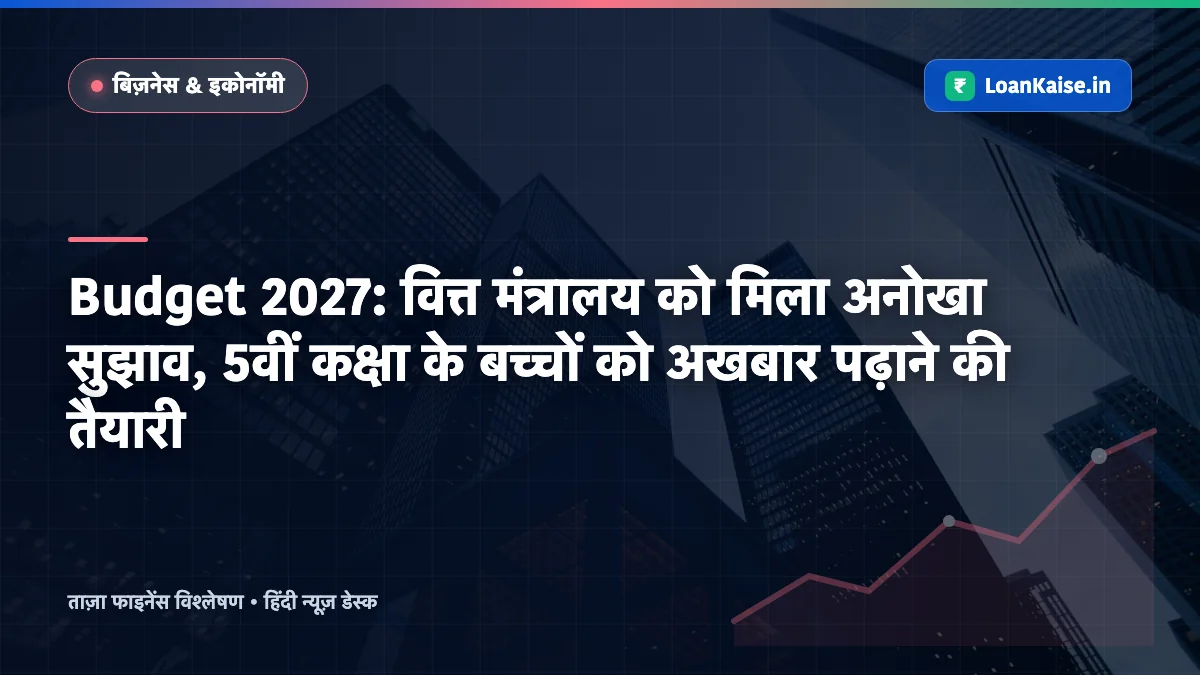 बिज़नेस & इकोनॉमी
₹ LoanKaise.in
Budget 2027: वित्त मंत्रालय को मिला अनोखा
सुझाव, 5वीं कक्षा के बच्चों को अखबार पढ़ाने की
तैयारी
ताज़ा फाइनेंस विश्लेषण • हिंदी न्यूज़ डेस्क